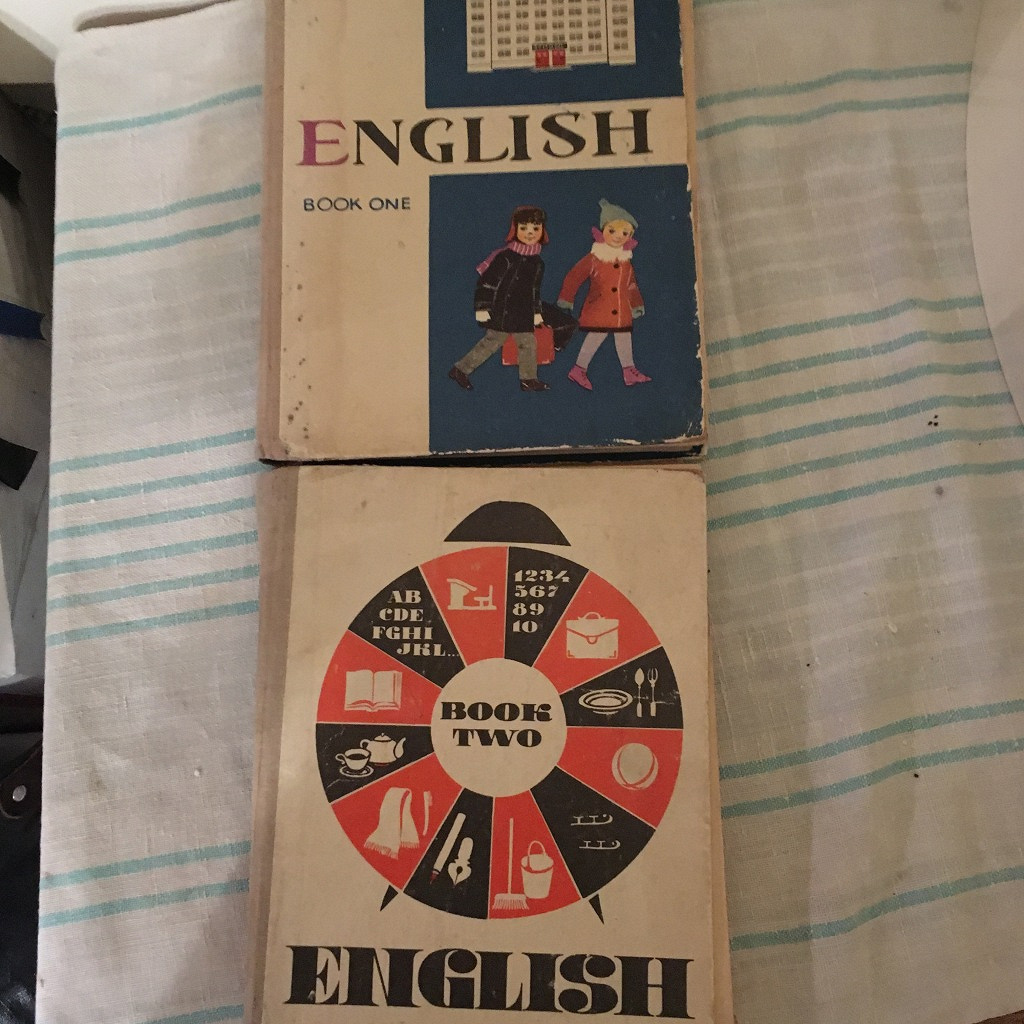 ENGLISH
BOOK ONE
AB
CDE
FGHI
JKL...
1234
567
89
10
BOOK
TWO
ENGLISH